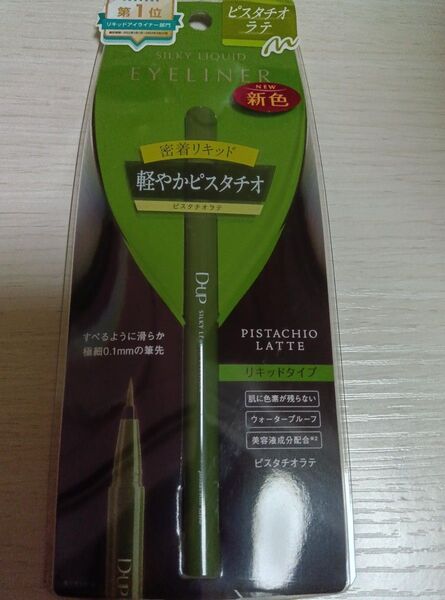 第1位
リキッドアイライナー部門
ピスタチオ
ラテ
SILKY LIQUID
EYELINER
NEW
新色
密着リキッド
軽やかピスタチオ
ピスタチオラテ
D-UP
すべるように滑らか
極細0.1mmの筆先
PISTACHIO
LATTE
リキッドタイプ
肌に色素が残らない
ウォータープルーフ
美容液成分配合※2
ピスタチオラテ
D-UP